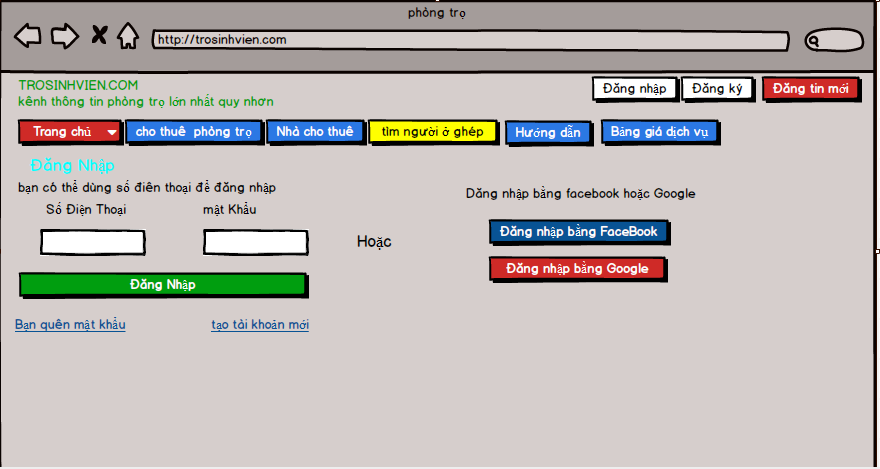 phòng trọ
http://trosinhvien.com
TROSINHVIEN.COM
kênh thông tin phòng trọ lớn nhất quy nhơn
Đăng nhập Đăng ký Đăng tin mới
Trang chủ cho thuê phòng trọ Nhà cho thuê tìm người ở ghép Hướng dẫn Bảng giá dịch vụ
Đăng Nhập
bạn có thể dùng số điên thoại để đăng nhập
Số Điện Thoại mật Khẩu
Đăng Nhập
Bạn quên mật khẩu tạo tài khoản mới
Hoặc
Dăng nhập bằng facebook hoặc Google
Đăng nhập bằng FaceBook
Đăng nhập bằng Google